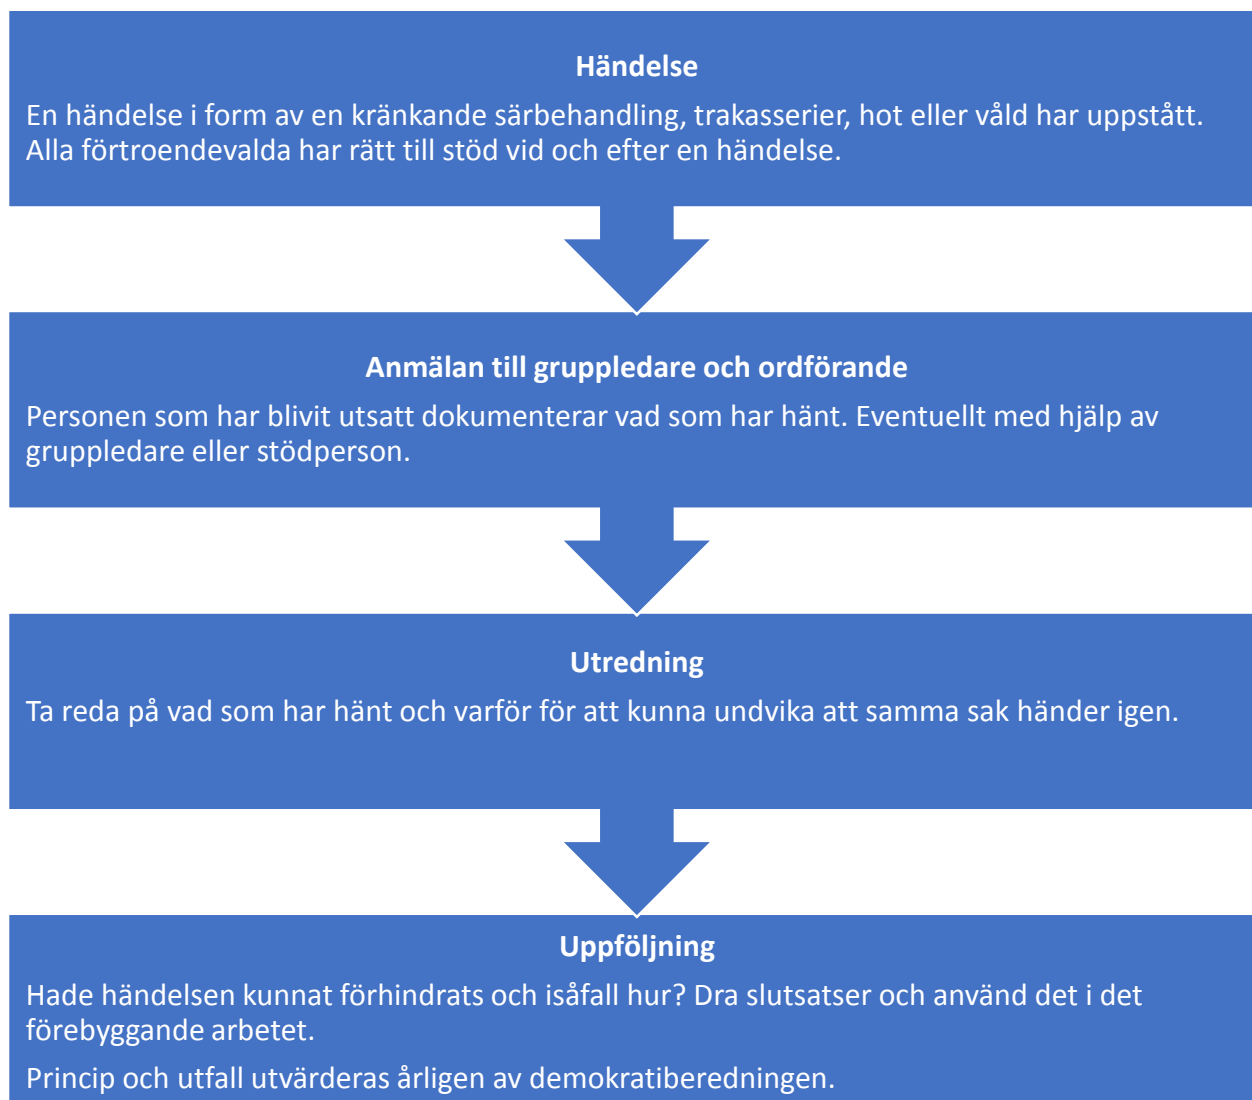 Händelse
En händelse i form av en kränkande särbehandling, trakasserier, hot eller våld har uppstått.
Alla förtroendevalda har rätt till stöd vid och efter en händelse.
Anmälan till gruppledare och ordförande
Personen som har blivit utsatt dokumenterar vad som har hänt. Eventuellt med hjälp av
gruppledare eller stödperson.
Utredning
Ta reda på vad som har hänt och varför för att kunna undvika att samma sak händer igen.
Uppföljning
Hade händelsen kunnat förhindrats och isåfall hur? Dra slutsatser och använd det i det
förebyggande arbetet.
Princip och utfall utvärderas årligen av demokratiberedningen.